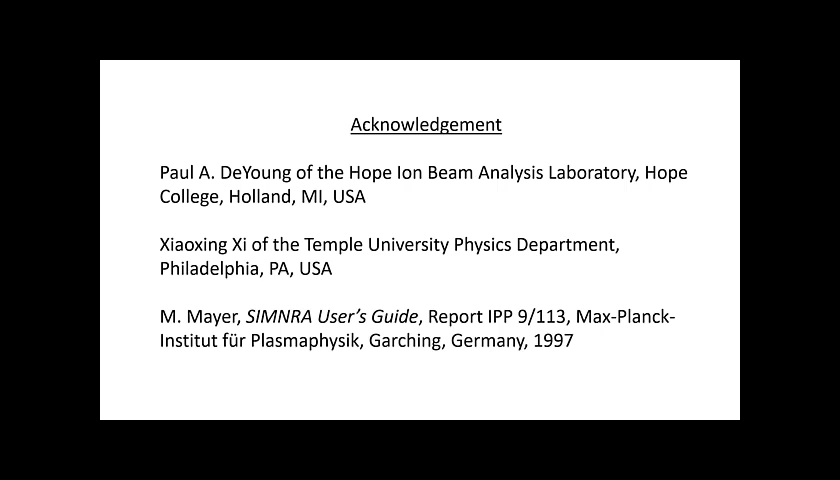 Acknowledgement
Paul A. DeYoung of the Hope Ion Beam Analysis Laboratory, Hope
College, Holland, MI, USA
Xiaoxing Xi of the Temple University Physics Department,
Philadelphia, PA, USA
M. Mayer, SIMNRA User’s Guide, Report IPP 9/113, Max-Planck-
Institut für Plasmaphysik, Garching, Germany, 1997